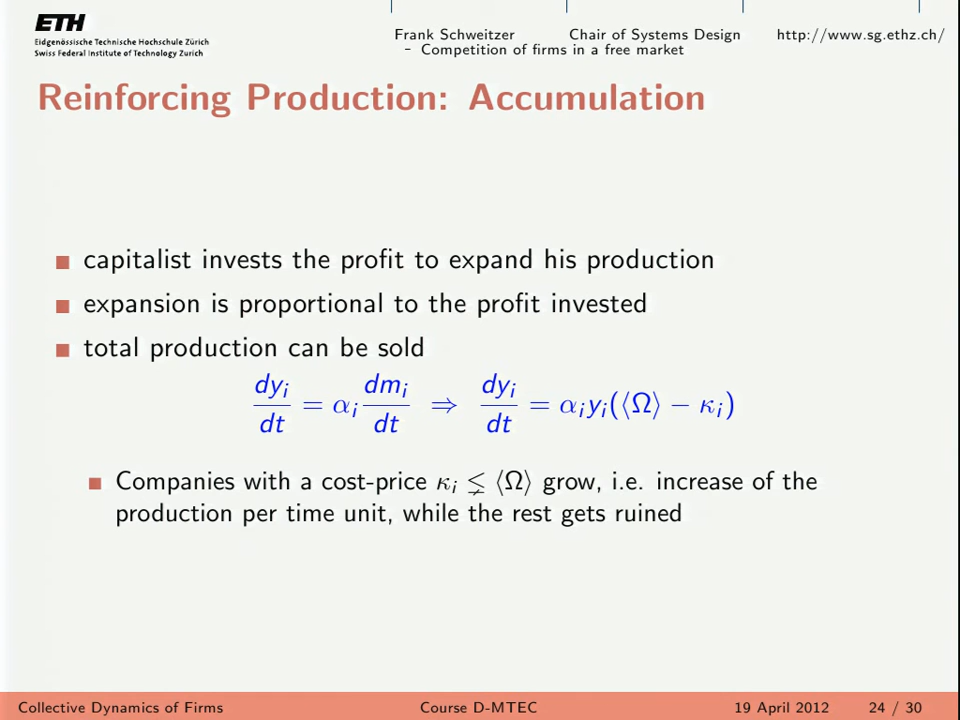 ETH
Eidgenössische Technische Hochschule Zürich
Swiss Federal Institute of Technology Zurich
Frank Schweitzer Chair of Systems Design http://www.sg.ethz.ch/
– Competition of firms in a free market
Reinforcing Production: Accumulation
capitalist invests the profit to expand his production
expansion is proportional to the profit invested
total production can be sold
dy_i/dt = α_i dm_i/dt ⇒ dy_i/dt = α_i y_i(⟨Ω⟩ − κ_i)
Companies with a cost-price κ_i ≨ ⟨Ω⟩ grow, i.e. increase of the
production per time unit, while the rest gets ruined
Collective Dynamics of Firms Course D-MTEC 19 April 2012 24 / 30